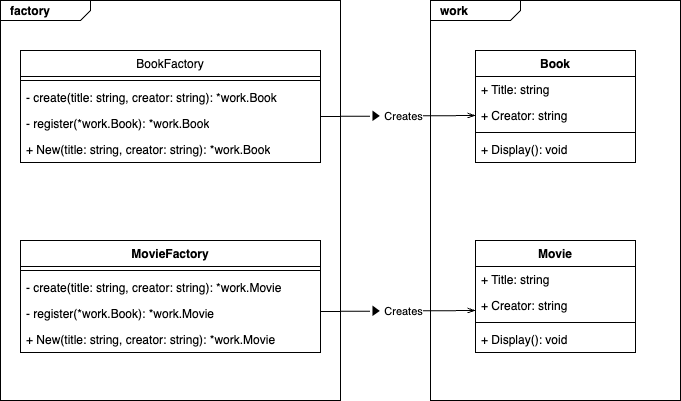 factory
work
BookFactory
- create(title: string, creator: string): *work.Book
- register(*work.Book): *work.Book
+ New(title: string, creator: string): *work.Book
Creates
Book
+ Title: string
+ Creator: string
+ Display(): void
MovieFactory
- create(title: string, creator: string): *work.Movie
- register(*work.Book): *work.Movie
+ New(title: string, creator: string): *work.Movie
Creates
Movie
+ Title: string
+ Creator: string
+ Display(): void